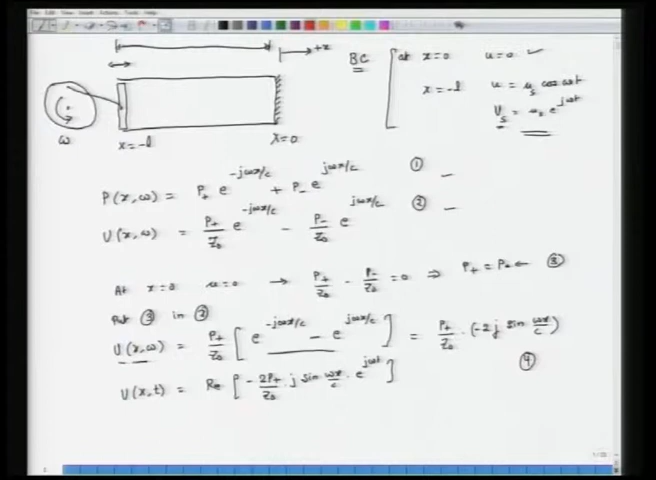 +x
BC
at x=0 u=0 ✓
x=-l u = u_s cos ωt
V_s = u_s e^{jωt}
ω
x=-l x=0
P(x,ω) = P_+ e^{-jωx/c} + P_- e^{jωx/c} ①
U(x,ω) = P_+/Z_0 e^{-jωx/c} - P_-/Z_0 e^{jωx/c} ②
At x=0 u=0 → P_+/Z_0 - P_-/Z_0 = 0 ⇒ P_+ = P_- ← ③
Put ③ in ②
U(x,ω) = P_+/Z_0 [ e^{-jωx/c} - e^{jωx/c} ] = P_+/Z_0 · (-2j sin ωx/c)
④
U(x,t) = Re [ -2P_+/Z_0 · j sin ωx/c · e^{jωt} ]